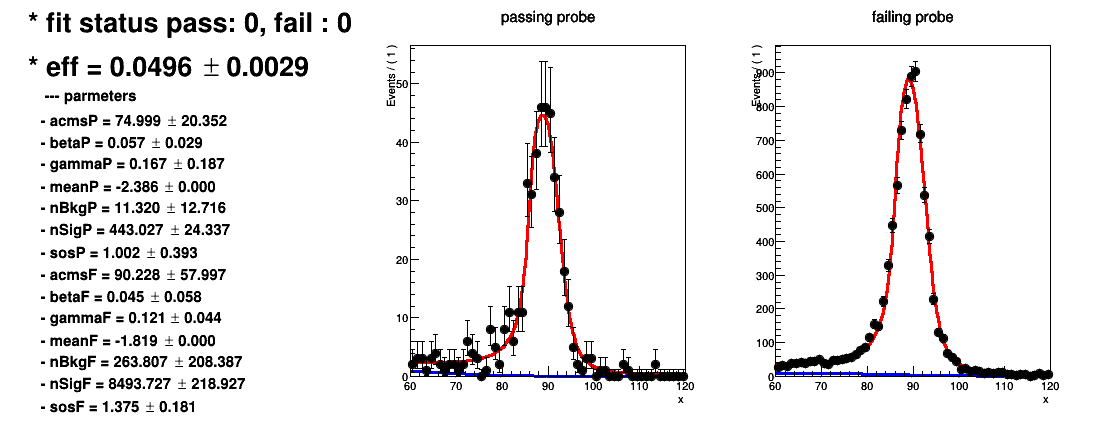 * fit status pass: 0, fail : 0
* eff = 0.0496 ± 0.0029
--- parmeters
- acmsP = 74.999 ± 20.352
- betaP = 0.057 ± 0.029
- gammaP = 0.167 ± 0.187
- meanP = -2.386 ± 0.000
- nBkgP = 11.320 ± 12.716
- nSigP = 443.027 ± 24.337
- sosP = 1.002 ± 0.393
- acmsF = 90.228 ± 57.997
- betaF = 0.045 ± 0.058
- gammaF = 0.121 ± 0.044
- meanF = -1.819 ± 0.000
- nBkgF = 263.807 ± 208.387
- nSigF = 8493.727 ± 218.927
- sosF = 1.375 ± 0.181
passing probe
Events / ( 1 )
50
40
30
20
10
0
60 70 80 90 100 110 120
x
failing probe
Events / ( 1 )
900
800
700
600
500
400
300
200
100
0
60 70 80 90 100 110 120
x